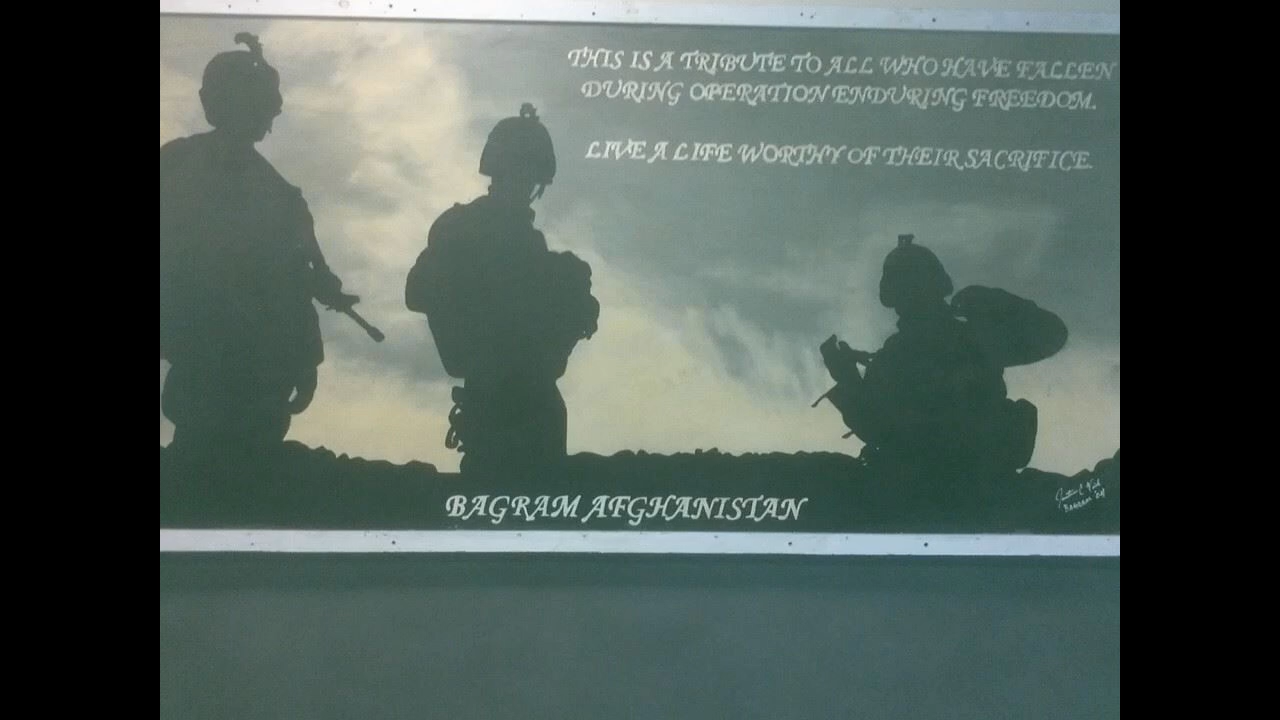 THIS IS A TRIBUTE TO ALL WHO HAVE FALLEN
DURING OPERATION ENDURING FREEDOM.
LIVE A LIFE WORTHY OF THEIR SACRIFICE.
BAGRAM AFGHANISTAN
BAGRAM